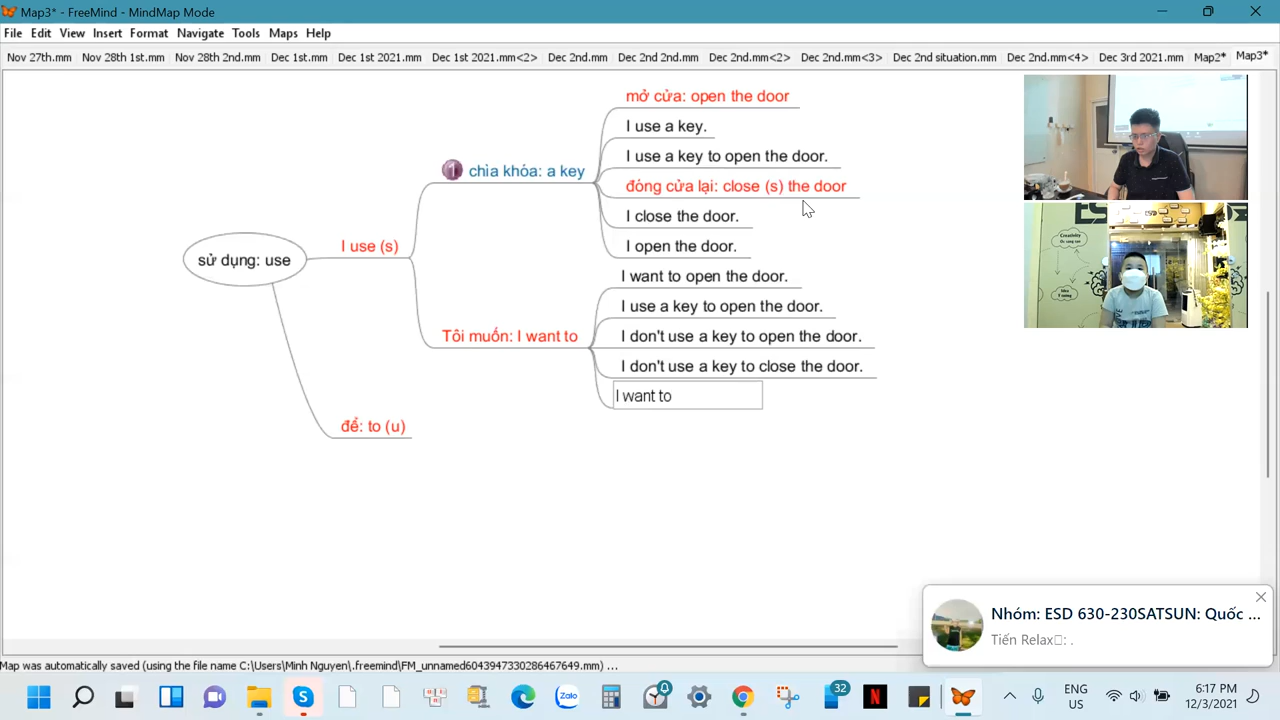 Map3* - FreeMind - MindMap Mode
File Edit View Insert Format Navigate Tools Maps Help
Nov 27th.mm Nov 28th 1st.mm Nov 28th 2nd.mm Dec 1st.mm Dec 1st 2021.mm Dec 1st 2021.mm<2> Dec 2nd.mm Dec 2nd 2nd.mm Dec 2nd.mm<2> Dec 2nd.mm<3> Dec 2nd situation.mm Dec 2nd.mm<4> Dec 3rd 2021.mm Map2* Map3*
sử dụng: use
I use (s)
1 chìa khóa: a key
mở cửa: open the door
I use a key.
I use a key to open the door.
đóng cửa lại: close (s) the door
I close the door.
I open the door.
Tôi muốn: I want to
I want to open the door.
I use a key to open the door.
I don't use a key to open the door.
I don't use a key to close the door.
I want to
để: to (u)
ESD
Creativity
Idea
Ý tưởng
Nhóm: ESD 630-230SATSUN: Quốc ...
Tiến Relax: .
Map was automatically saved (using the file name C:\Users\Minh Nguyen\.freemind\FM_unnamed6043947330286467649.mm) ...
Zalo
32
ENG
US
6:17 PM
12/3/2021